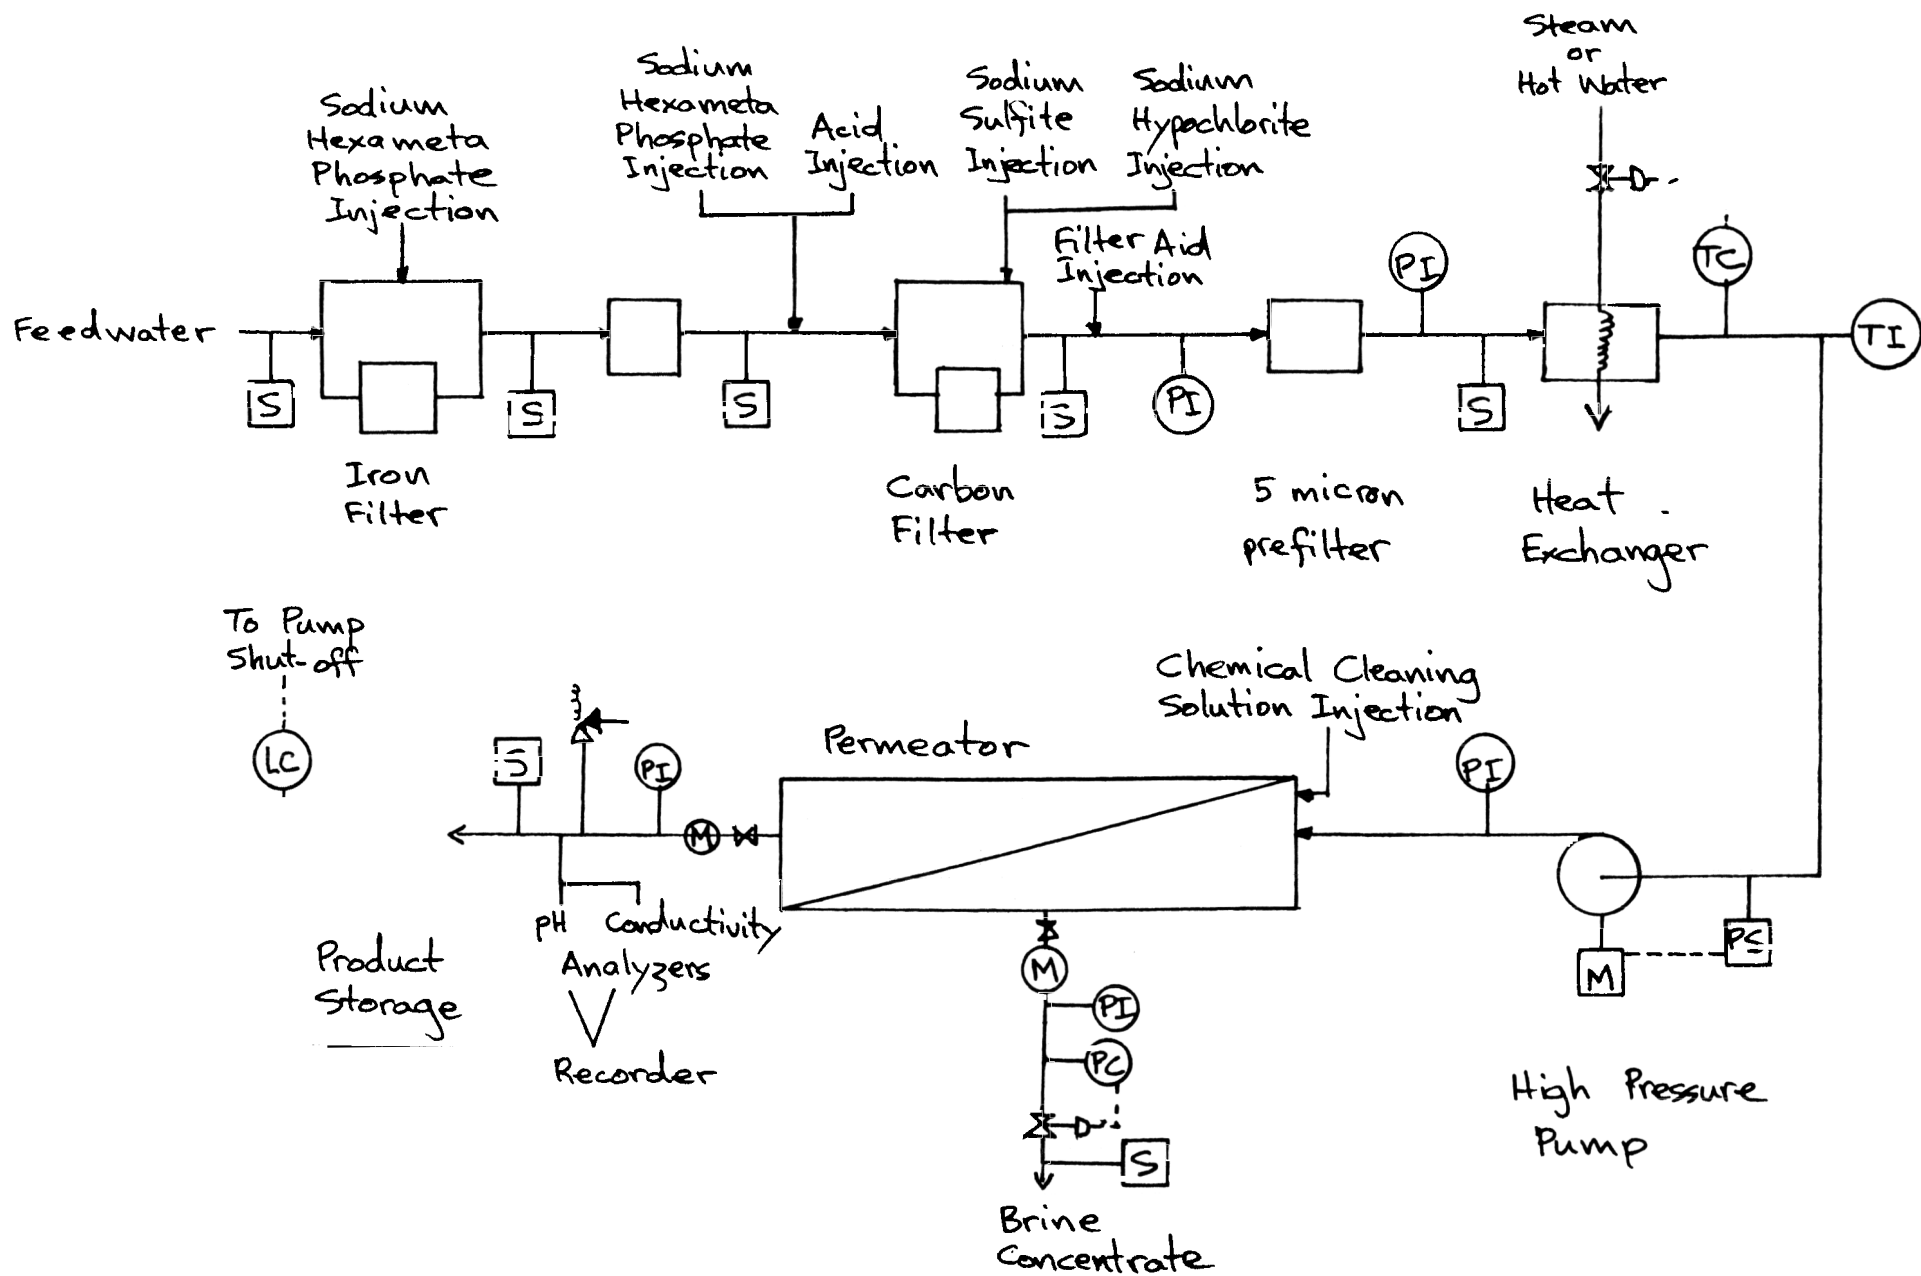 Steam
or
Hot Water
Sodium
Hexameta
Phosphate
Injection
Sodium
Hexameta
Phosphate
Injection
Acid
Injection
Sodium
Sulfite
Injection
Sodium
Hypochlorite
Injection
Filter Aid
Injection
PI
TC
Feedwater
TI
S
S
S
S
PI
S
Iron
Filter
Carbon
Filter
5 micron
prefilter
Heat
Exchanger
To Pump
Shut-off
LC
S
PI
Permeator
Chemical Cleaning
Solution Injection
PI
M
pH Conductivity
Analyzers
Recorder
Product
Storage
M
PI
PC
S
Brine
Concentrate
M
PS
High Pressure
Pump